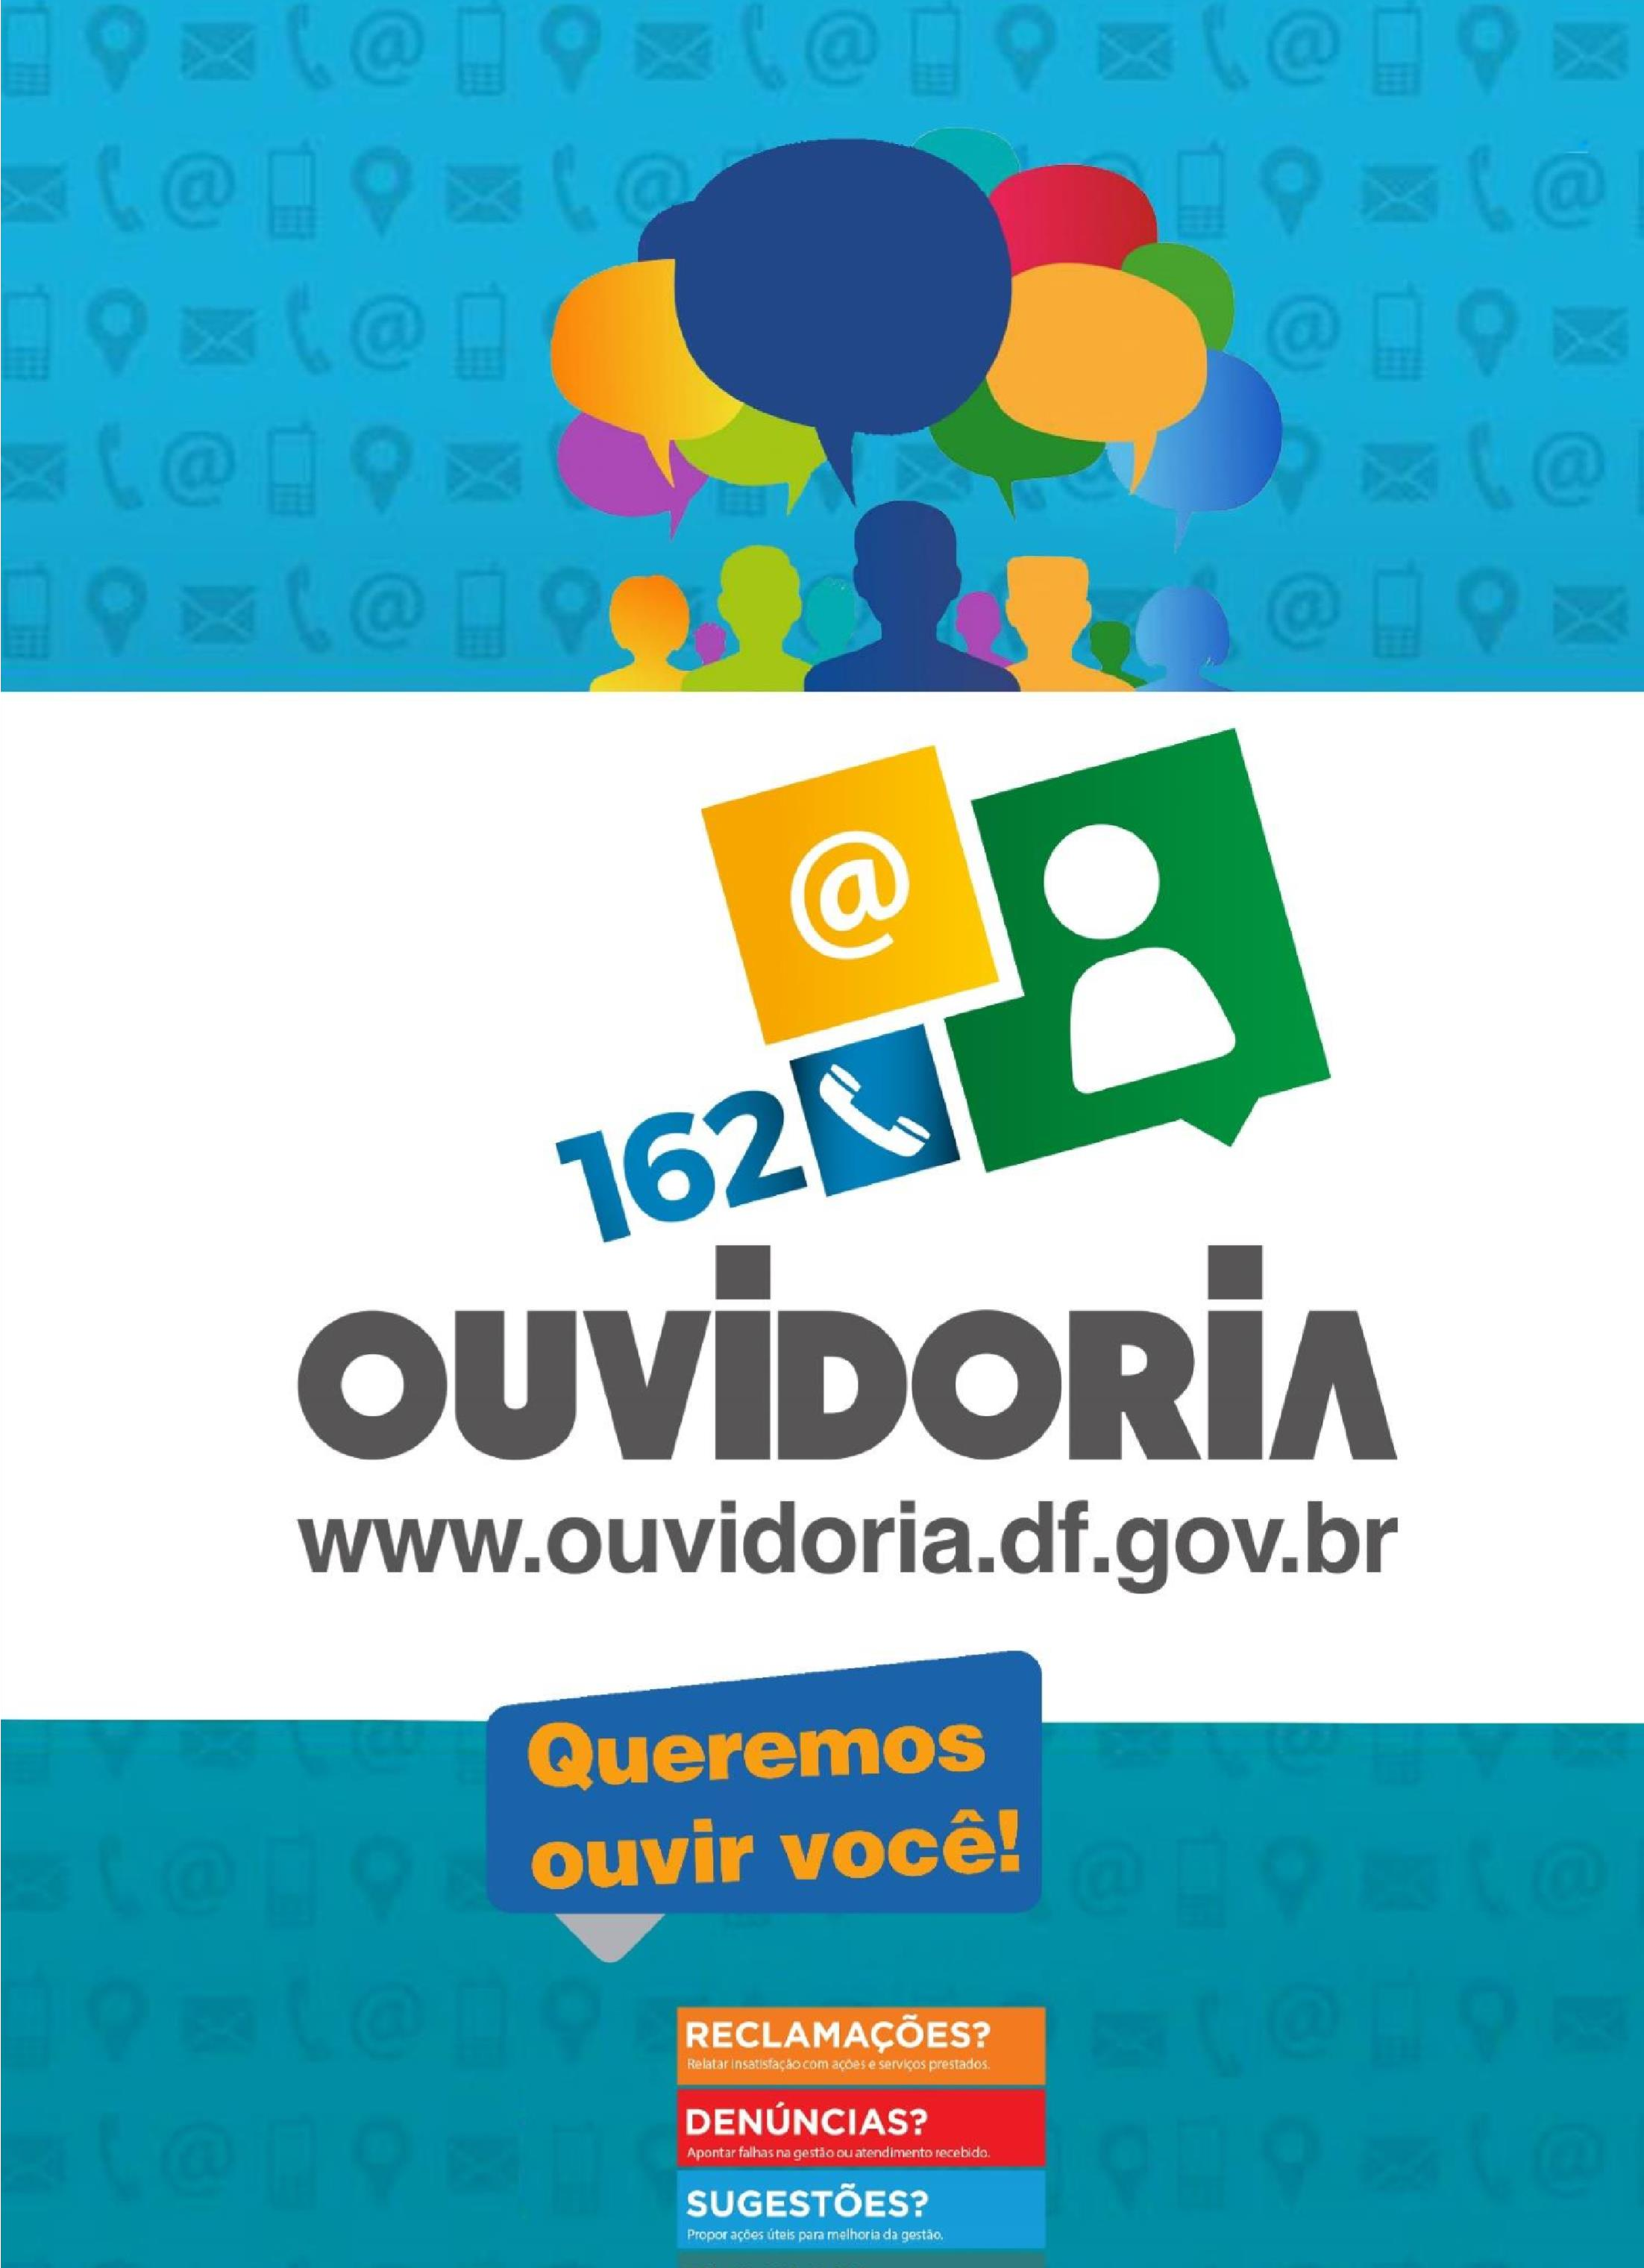 @
162
OUVIDORIA
www.ouvidoria.df.gov.br
Queremos
ouvir você!
RECLAMAÇÕES?
Relatar insatisfação com ações e serviços prestados.
DENÚNCIAS?
Apontar falhas na gestão ou atendimento recebido.
SUGESTÕES?
Propor ações úteis para melhoria da gestão.